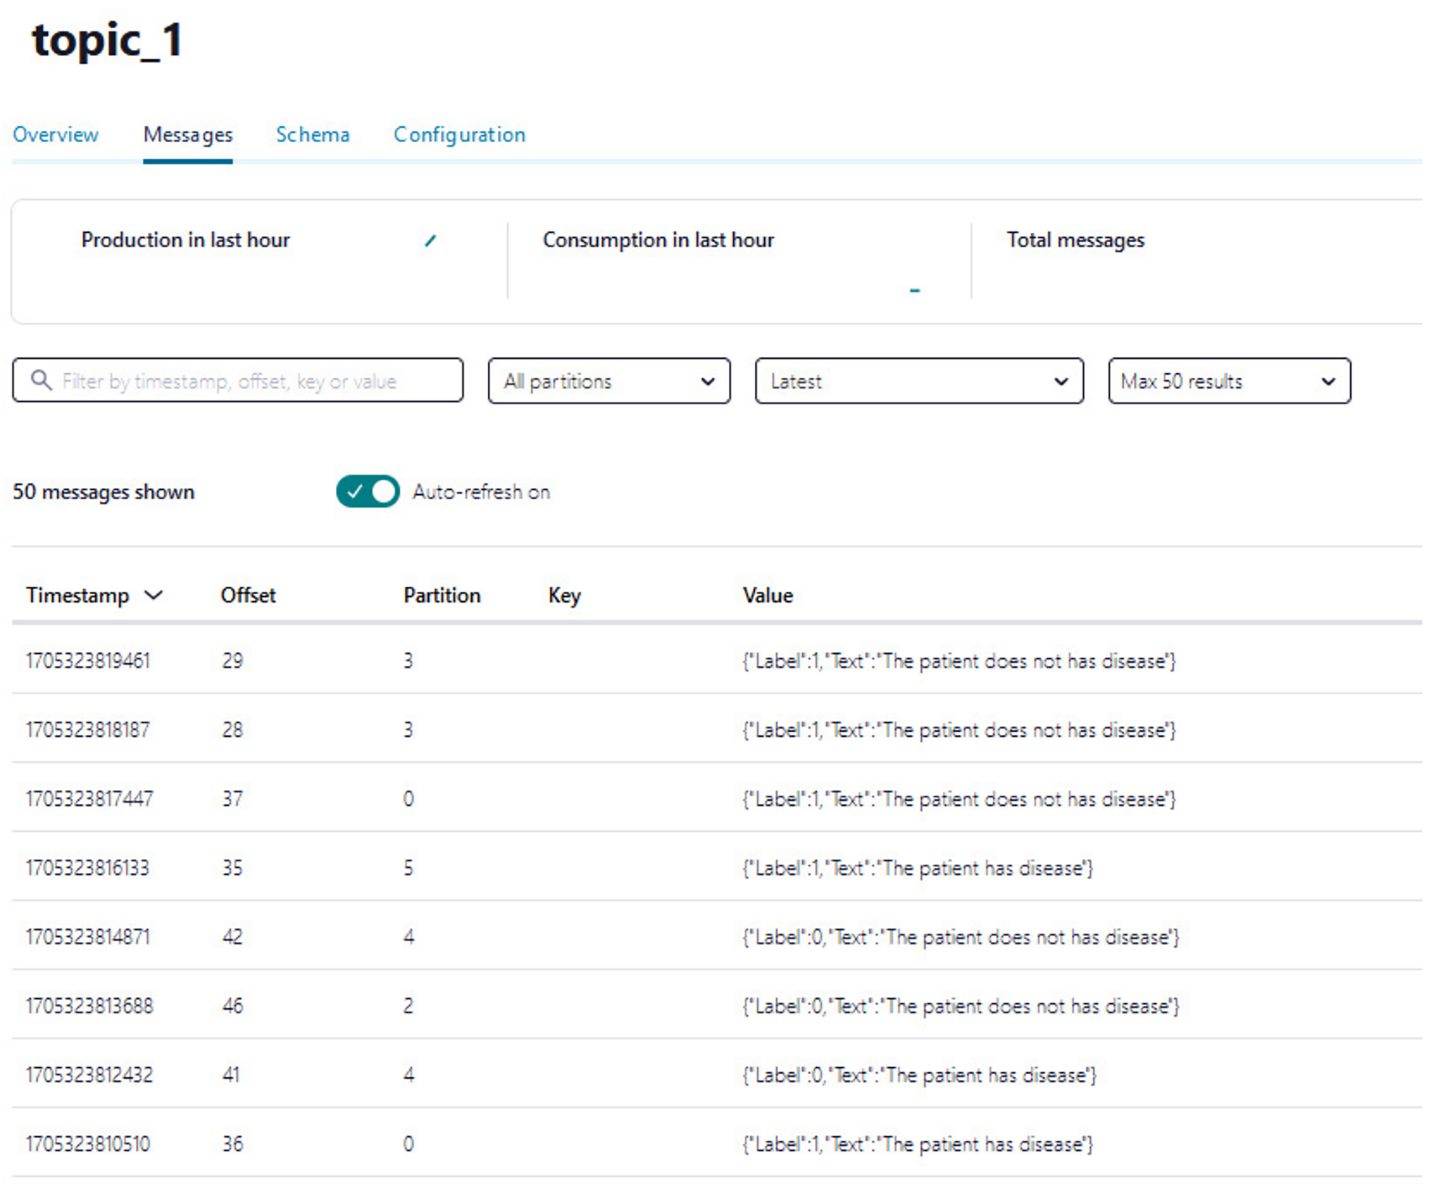 topic_1
Overview Messages Schema Configuration
Production in last hour Consumption in last hour Total messages
Filter by timestamp, offset, key or value All partitions Latest Max 50 results
50 messages shown Auto-refresh on
Timestamp Offset Partition Key Value
1705323819461 29 3 {"Label":1,"Text":"The patient does not has disease"}
1705323818187 28 3 {"Label":1,"Text":"The patient does not has disease"}
1705323817447 37 0 {"Label":1,"Text":"The patient does not has disease"}
1705323816133 35 5 {"Label":1,"Text":"The patient has disease"}
1705323814871 42 4 {"Label":0,"Text":"The patient does not has disease"}
1705323813688 46 2 {"Label":0,"Text":"The patient does not has disease"}
1705323812432 41 4 {"Label":0,"Text":"The patient has disease"}
1705323810510 36 0 {"Label":1,"Text":"The patient has disease"}